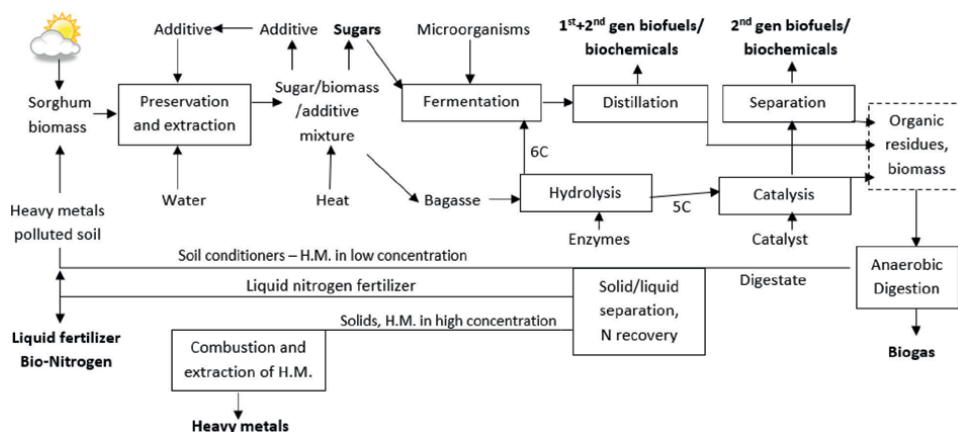 Additive
Additive
Sugars
Microorganisms
1st+2nd gen biofuels/
biochemicals
2nd gen biofuels/
biochemicals
Sorghum
biomass
Preservation
and extraction
Sugar/biomass
/additive
mixture
Fermentation
Distillation
Separation
Organic
residues,
biomass
6C
Water
Heat
Bagasse
Hydrolysis
5C
Catalysis
Heavy metals
polluted soil
Enzymes
Catalyst
Soil conditioners – H.M. in low concentration
Digestate
Anaerobic
Digestion
Liquid nitrogen fertilizer
Solid/liquid
separation,
N recovery
Solids, H.M. in high concentration
Liquid fertilizer
Bio-Nitrogen
Combustion and
extraction of H.M.
Biogas
Heavy metals